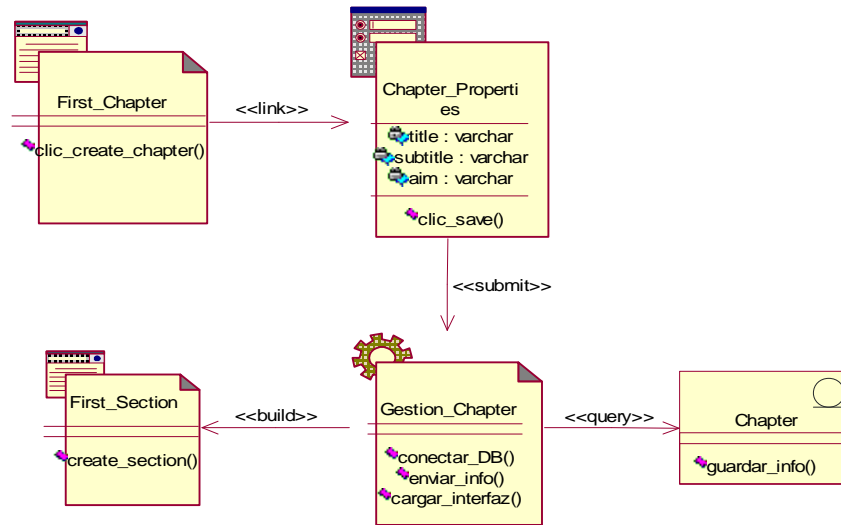 First_Chapter
clic_create_chapter()
<<link>>
Chapter_Properti
es
title : varchar
subtitle : varchar
aim : varchar
clic_save()
<<submit>>
First_Section
create_section()
<<build>>
Gestion_Chapter
conectar_DB()
enviar_info()
cargar_interfaz()
<<query>>
Chapter
guardar_info()